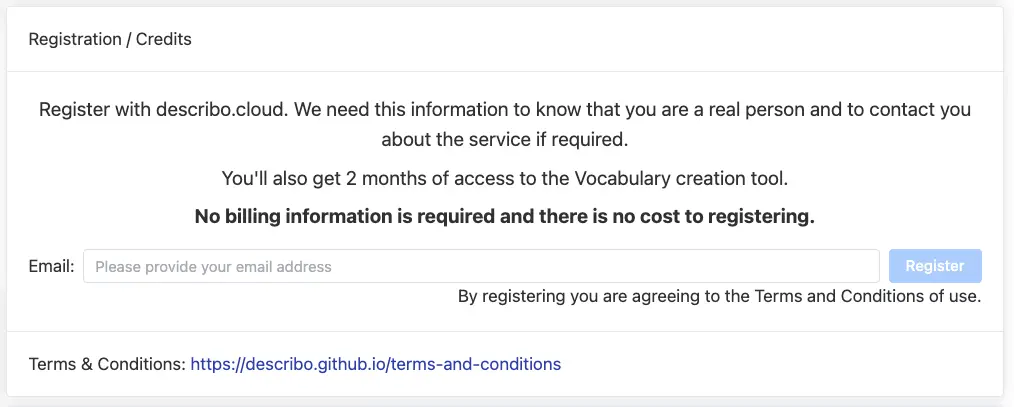 Registration / Credits
Register with describo.cloud. We need this information to know that you are a real person and to contact you
about the service if required.
You'll also get 2 months of access to the Vocabulary creation tool.
No billing information is required and there is no cost to registering.
Email: Please provide your email address Register
By registering you are agreeing to the Terms and Conditions of use.
Terms & Conditions: https://describo.github.io/terms-and-conditions